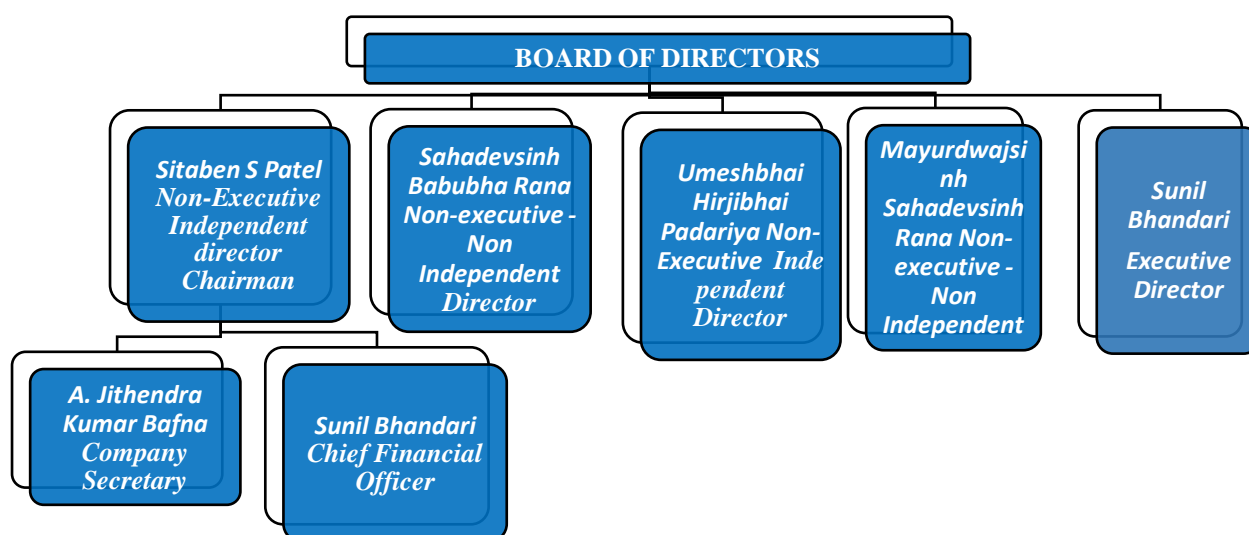 BOARD OF DIRECTORS
Sitaben S Patel
Non-Executive
Independent
director
Chairman
Sahadevsinh
Babubha Rana
Non-executive -
Non
Independent
Director
Umeshbhai
Hirjibhai
Padariya Non-
Executive Inde
pendent
Director
Mayurdwajsi
nh
Sahadevsinh
Rana Non-
executive -
Non
Independent
Sunil
Bhandari
Executive
Director
A. Jithendra
Kumar Bafna
Company
Secretary
Sunil Bhandari
Chief Financial
Officer